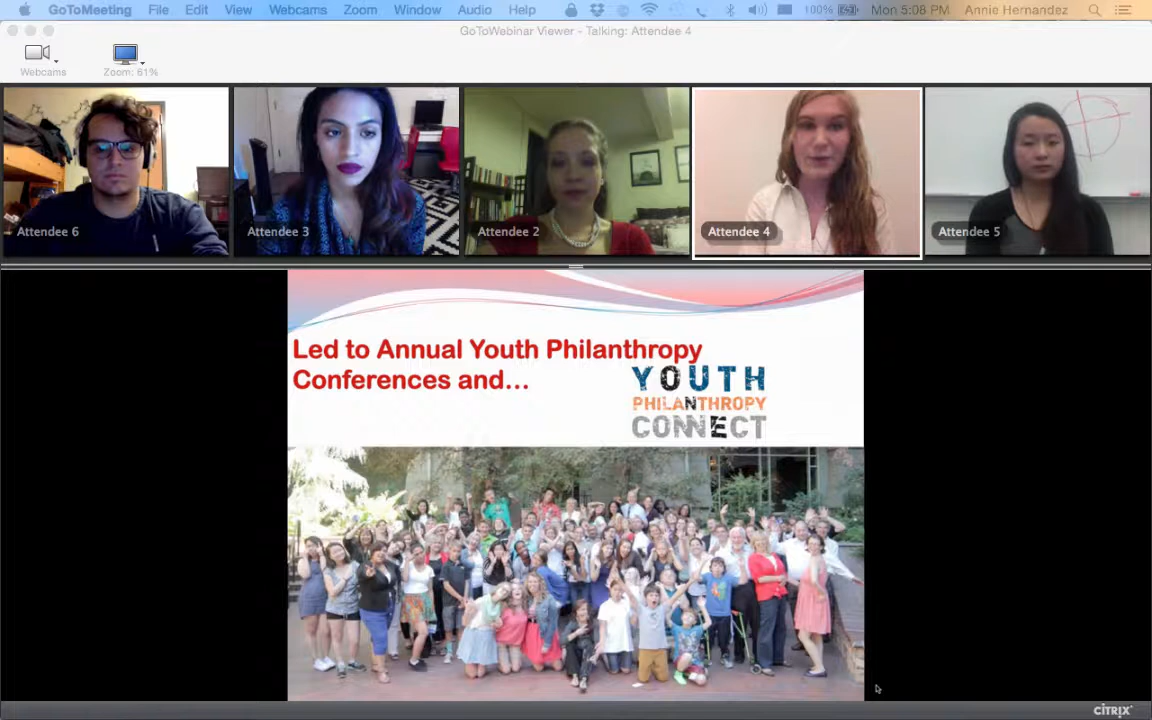 GoToMeeting File Edit View Webcams Zoom Window Audio Help 100% Mon 5:08 PM Annie Hernandez
GoToWebinar Viewer - Talking: Attendee 4
Webcams Zoom: 81%
Attendee 6 Attendee 3 Attendee 2 Attendee 4 Attendee 5
Led to Annual Youth Philanthropy
Conferences and...
YOUTH
PHILANTHROPY
CONNECT
CITRIX